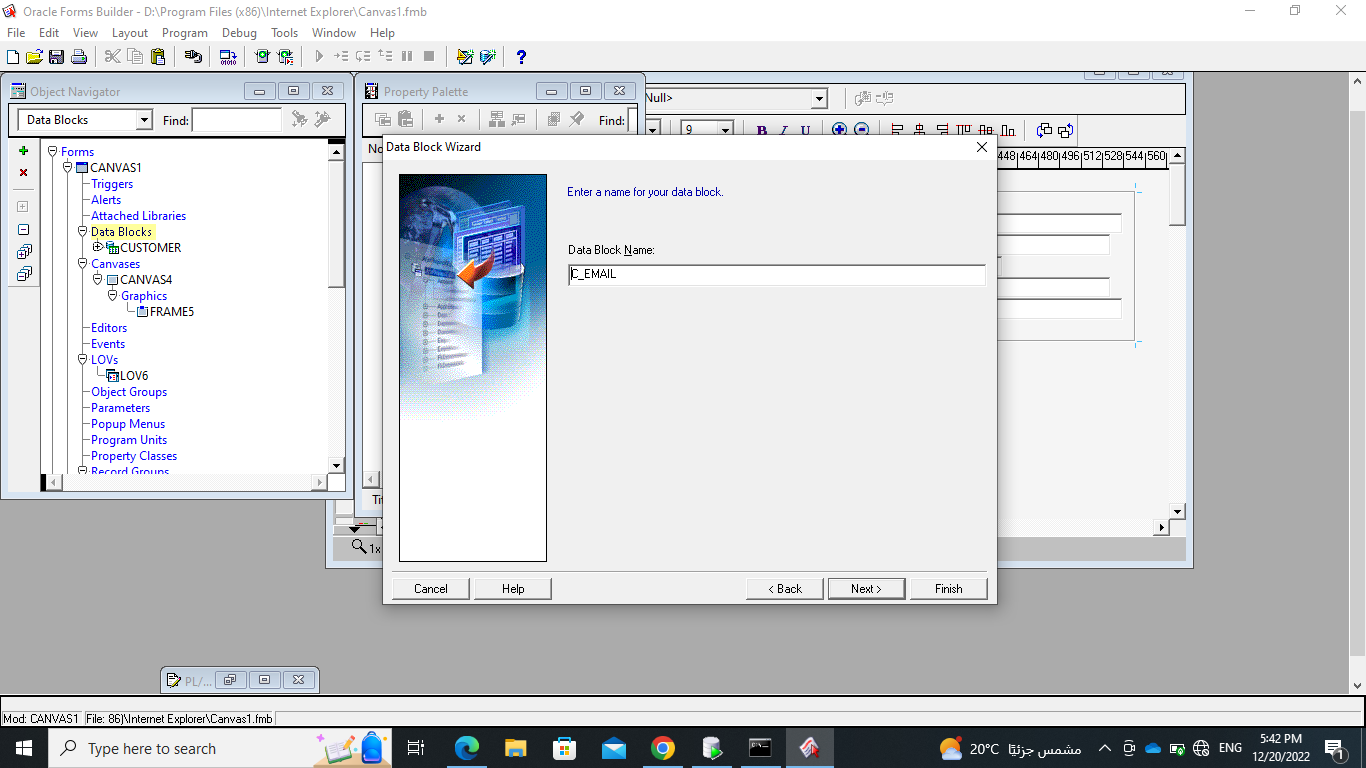 Oracle Forms Builder - D:\Program Files (x86)\Internet Explorer\Canvas1.fmb
File Edit View Layout Program Debug Tools Window Help
Object Navigator
Data Blocks
Find:
Forms
CANVAS1
Triggers
Alerts
Attached Libraries
Data Blocks
CUSTOMER
Canvases
CANVAS4
Graphics
FRAME5
Editors
Events
LOVs
LOV6
Object Groups
Parameters
Popup Menus
Program Units
Property Classes
Record Groups
Property Palette
Find:
Null>
9 B I U
448 464 480 496 512 528 544 560
1x
Data Block Wizard
Enter a name for your data block.
Data Block Name:
C_EMAIL
Cancel Help < Back Next > Finish
PL/...
Mod: CANVAS1 File: 86)\Internet Explorer\Canvas1.fmb
Type here to search
20°C مشمس جزئيًا ENG 5:42 PM
12/20/2022
1